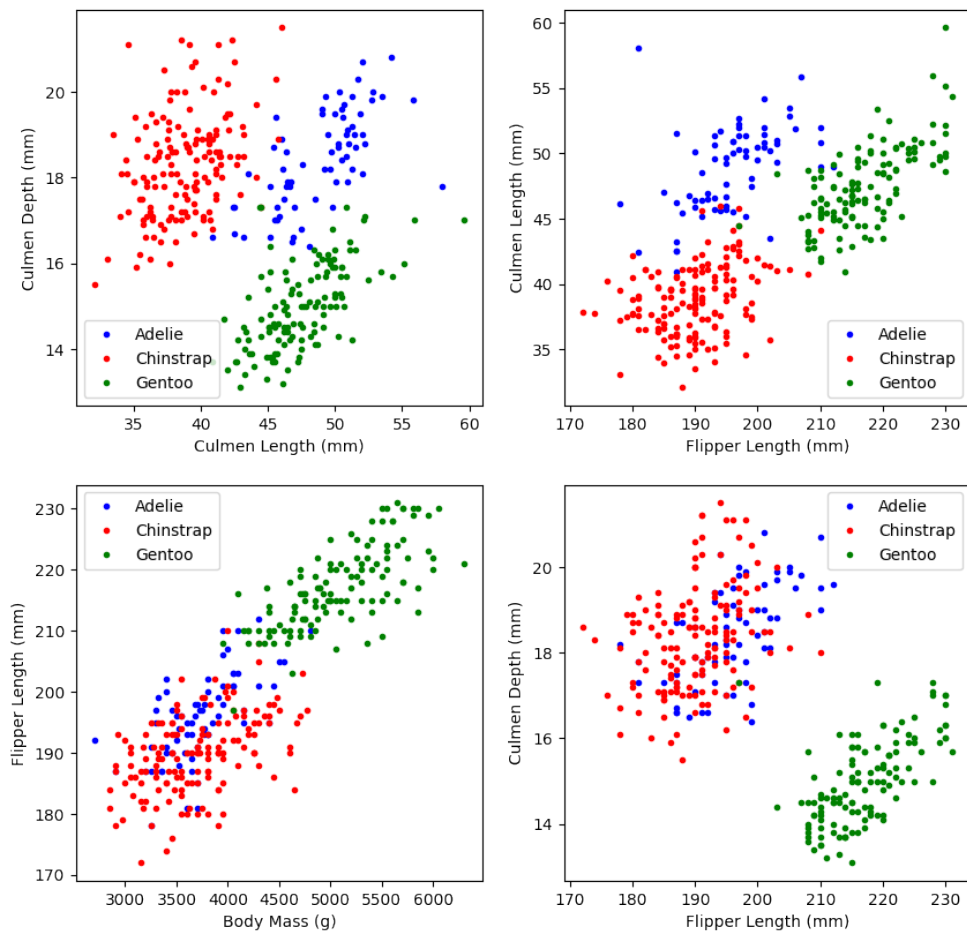 20
18
16
14
Culmen Depth (mm)
Adelie
Chinstrap
Gentoo
35 40 45 50 55 60
Culmen Length (mm)
60
55
50
45
40
35
Culmen Length (mm)
Adelie
Chinstrap
Gentoo
170 180 190 200 210 220 230
Flipper Length (mm)
230
220
210
200
190
180
170
Flipper Length (mm)
Adelie
Chinstrap
Gentoo
3000 3500 4000 4500 5000 5500 6000
Body Mass (g)
20
18
16
14
Culmen Depth (mm)
Adelie
Chinstrap
Gentoo
170 180 190 200 210 220 230
Flipper Length (mm)